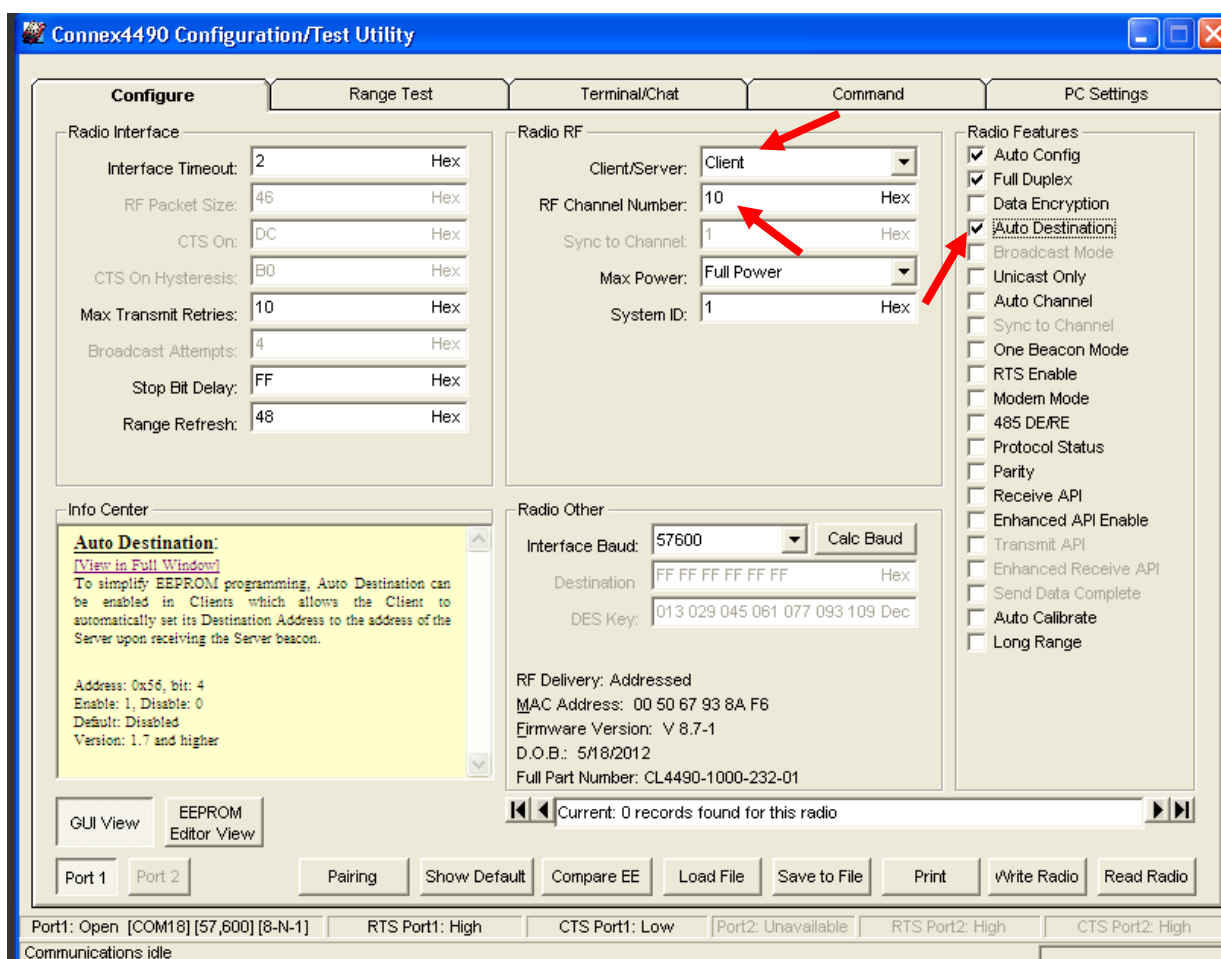 Connex4490 Configuration/Test Utility
Configure
Range Test
Terminal/Chat
Command
PC Settings
Radio Interface
Interface Timeout: 2 Hex
RF Packet Size: 46 Hex
CTS On: DC Hex
CTS On Hysteresis: B0 Hex
Max Transmit Retries: 10 Hex
Broadcast Attempts: 4 Hex
Stop Bit Delay: FF Hex
Range Refresh: 48 Hex
Radio RF
Client/Server: Client
RF Channel Number: 10 Hex
Sync to Channel: 1 Hex
Max Power: Full Power
System ID: 1 Hex
Radio Features
Auto Config
Full Duplex
Data Encryption
Auto Destination
Broadcast Mode
Unicast Only
Auto Channel
Sync to Channel
One Beacon Mode
RTS Enable
Modem Mode
485 DE/RE
Protocol Status
Parity
Receive API
Enhanced API Enable
Transmit API
Enhanced Receive API
Send Data Complete
Auto Calibrate
Long Range
Info Center
Auto Destination:
[View in Full Window]
To simplify EEPROM programming, Auto Destination can
be enabled in Clients which allows the Client to
automatically set its Destination Address to the address of the
Server upon receiving the Server beacon.
Address: 0x56, bit: 4
Enable: 1, Disable: 0
Default: Disabled
Version: 1.7 and higher
Radio Other
Interface Baud: 57600 Calc Baud
Destination FF FF FF FF FF FF Hex
DES Key: 013 029 045 061 077 093 109 Dec
RF Delivery: Addressed
MAC Address: 00 50 67 93 8A F6
Firmware Version: V 8.7-1
D.O.B.: 5/18/2012
Full Part Number: CL4490-1000-232-01
Current: 0 records found for this radio
GUI View
EEPROM
Editor View
Port 1
Port 2
Pairing
Show Default
Compare EE
Load File
Save to File
Print
Write Radio
Read Radio
Port1: Open [COM18] [57,600] [8-N-1]
RTS Port1: High
CTS Port1: Low
Port2: Unavailable
RTS Port2: High
CTS Port2: High
Communications idle